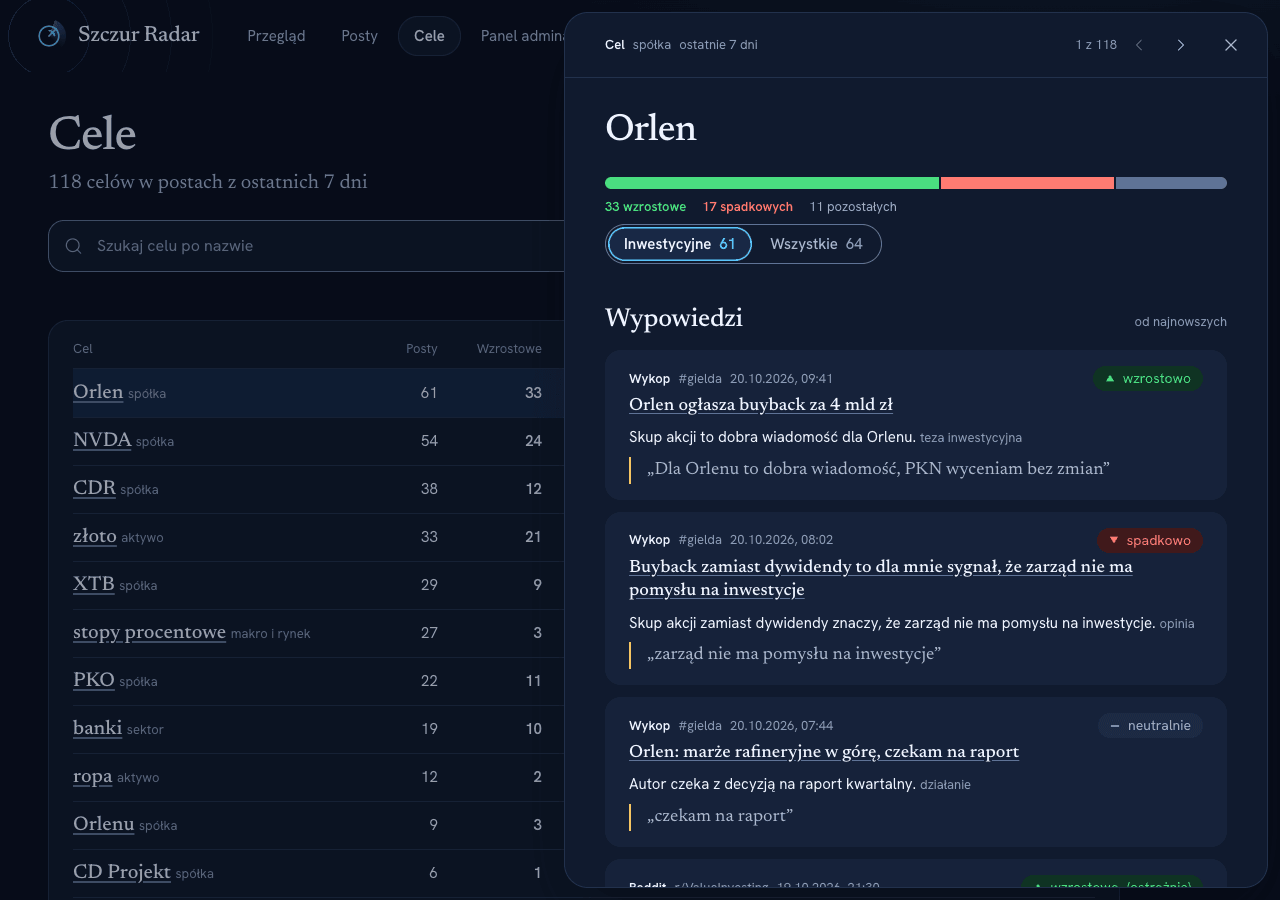 Szczur Radar
Przegląd
Posty
Cele
Panel admina
Cele
118 celów w postach z ostatnich 7 dni
Szukaj celu po nazwie
Cel Posty Wzrostowe
Orlen spółka 61 33
NVDA spółka 54 24
CDR spółka 38 12
złoto aktywo 33 21
XTB spółka 29 9
stopy procentowe makro i rynek 27 3
PKO spółka 22 11
banki sektor 19 10
ropa aktywo 12 2
Orlenu spółka 9 3
CD Projekt spółka 6 1
Cel spółka ostatnie 7 dni
1 z 118
Orlen
33 wzrostowe 17 spadkowych 11 pozostałych
Inwestycyjne 61 Wszystkie 64
Wypowiedzi
od najnowszych
Wykop #gielda 20.10.2026, 09:41
wzrostowo
Orlen ogłasza buyback za 4 mld zł
Skup akcji to dobra wiadomość dla Orlenu. teza inwestycyjna
„Dla Orlenu to dobra wiadomość, PKN wyceniam bez zmian”
Wykop #gielda 20.10.2026, 08:02
spadkowo
Buyback zamiast dywidendy to dla mnie sygnał, że zarząd nie ma
pomysłu na inwestycje
Skup akcji zamiast dywidendy znaczy, że zarząd nie ma pomysłu na inwestycje. opinia
„zarząd nie ma pomysłu na inwestycje”
Wykop #gielda 20.10.2026, 07:44
neutralnie
Orlen: marże rafineryjne w górę, czekam na raport
Autor czeka z decyzją na raport kwartalny. działanie
„czekam na raport”
Reddit r/ValueInvesting 19.10.2026, 21:30
wzrostowo (ostrożnie)